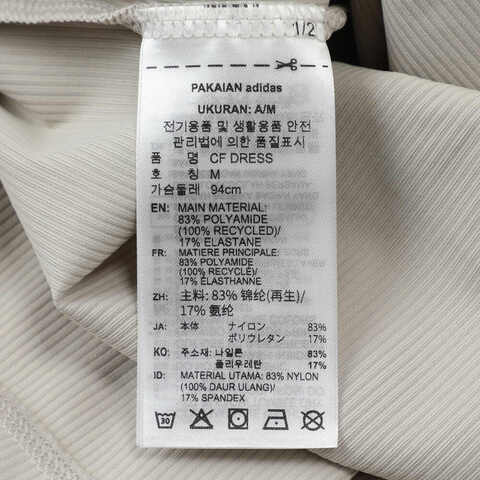 1/2
PAKAIAN adidas
UKURAN: A/M
전기용품 및 생활용품 안전
관리법에 의한 품질표시
품 명 CF DRESS
호 칭 M
가슴둘레 94cm
EN: MAIN MATERIAL:
83% POLYAMIDE
(100% RECYCLED)/
17% ELASTANE
FR: MATIERE PRINCIPALE:
83% POLYAMIDE
(100% RECYCLÉ)/
17% ÉLASTHANNE
ZH: 主料: 83% 锦纶(再生)/
17% 氨纶
JA: 本体 ナイロン 83%
ポリウレタン 17%
KO: 주소재: 나일론 83%
폴리우레탄 17%
ID: MATERIAL UTAMA: 83% NYLON
(100% DAUR ULANG)/
17% SPANDEX
30